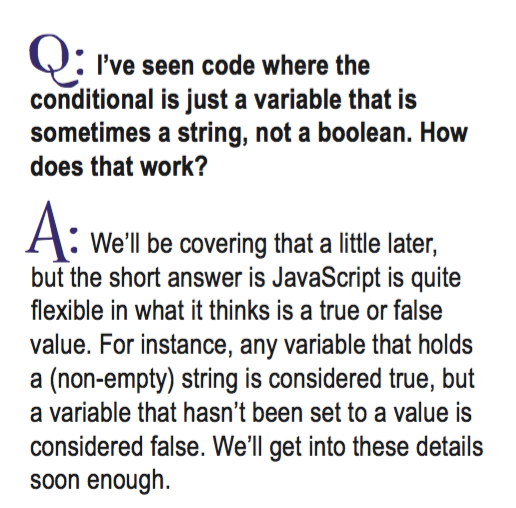 Q: I’ve seen code where the
conditional is just a variable that is
sometimes a string, not a boolean. How
does that work?
A: We’ll be covering that a little later,
but the short answer is JavaScript is quite
flexible in what it thinks is a true or false
value. For instance, any variable that holds
a (non-empty) string is considered true, but
a variable that hasn’t been set to a value is
considered false. We’ll get into these details
soon enough.